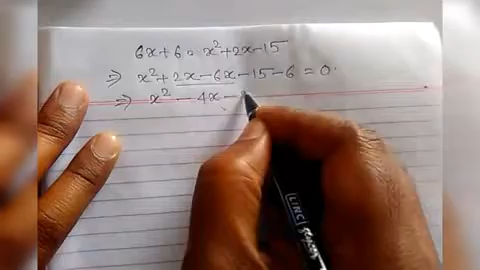 6x + 6 = x² + 2x - 15
⇒ x² + 2x - 6x - 15 - 6 = 0.
⇒ x² - 4x -
LINC